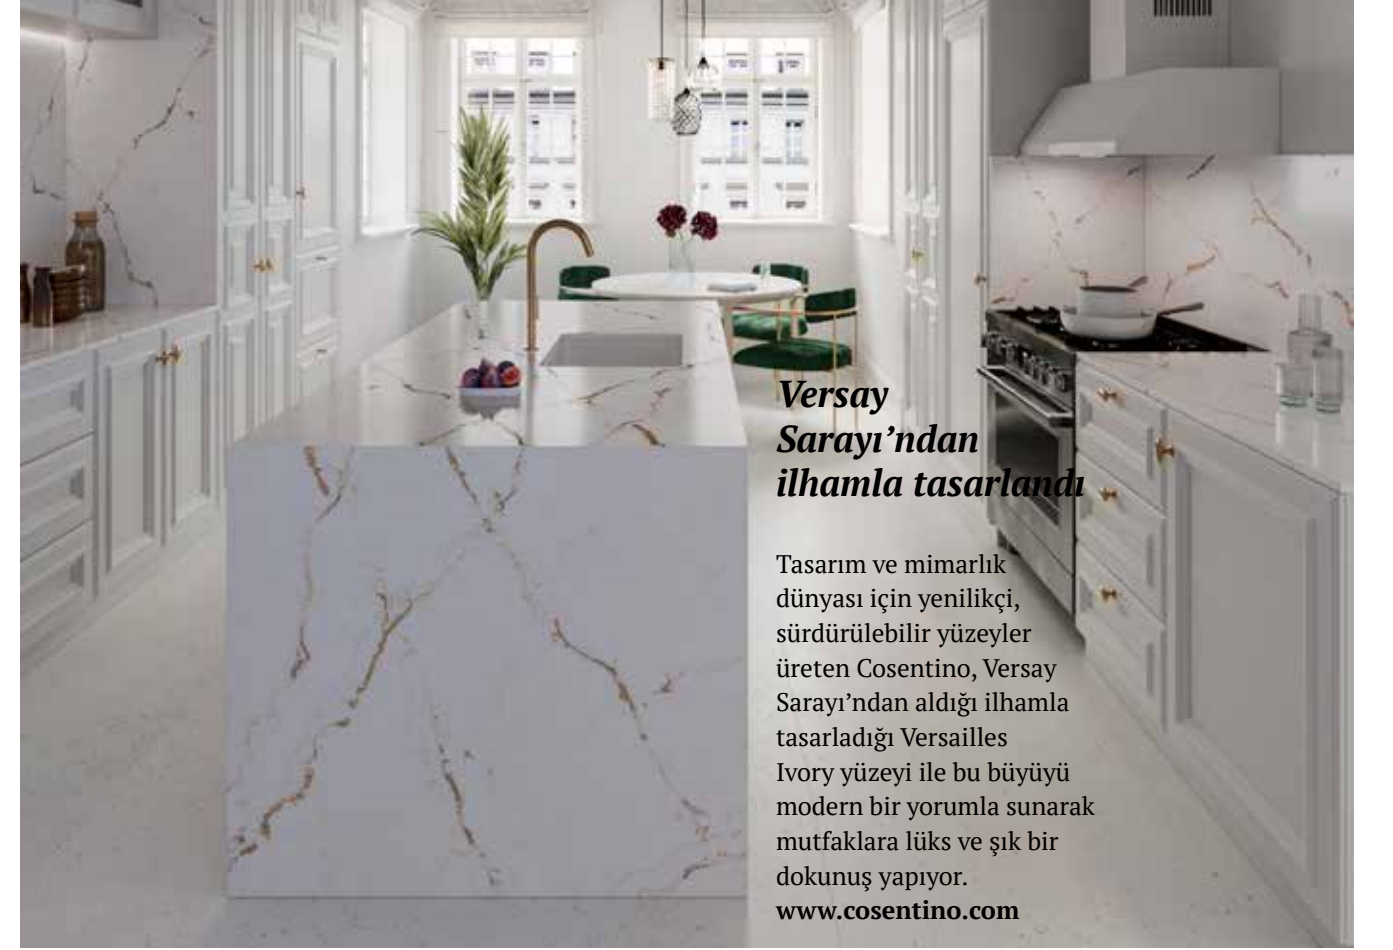 Versay
Sarayı’ndan
ilhamla tasarlandı
Tasarım ve mimarlık
dünyası için yenilikçi,
sürdürülebilir yüzeyler
üreten Cosentino, Versay
Sarayı’ndan aldığı ilhamla
tasarladığı Versailles
Ivory yüzeyi ile bu büyüyü
modern bir yorumla sunarak
mutfaklara lüks ve şık bir
dokunuş yapıyor.
www.cosentino.com